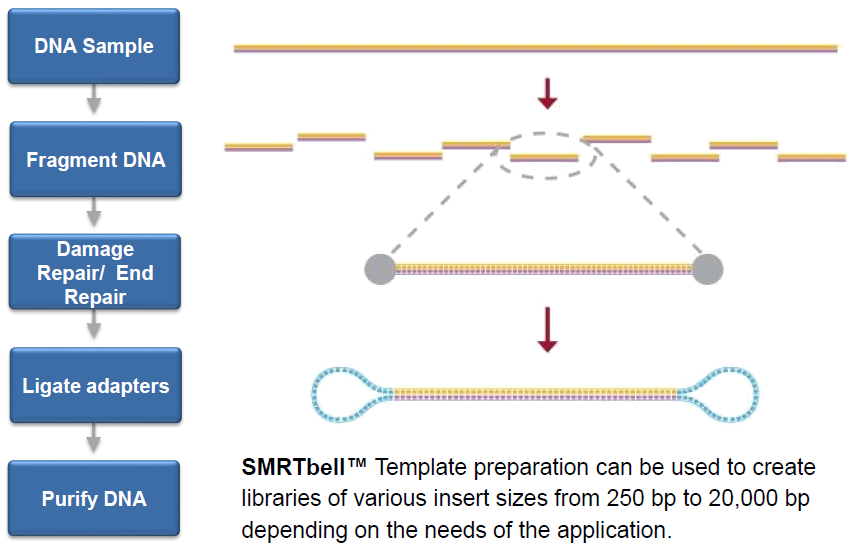 DNA Sample
Fragment DNA
Damage
Repair/ End
Repair
Ligate adapters
Purify DNA
SMRTbell™ Template preparation can be used to create
libraries of various insert sizes from 250 bp to 20,000 bp
depending on the needs of the application.